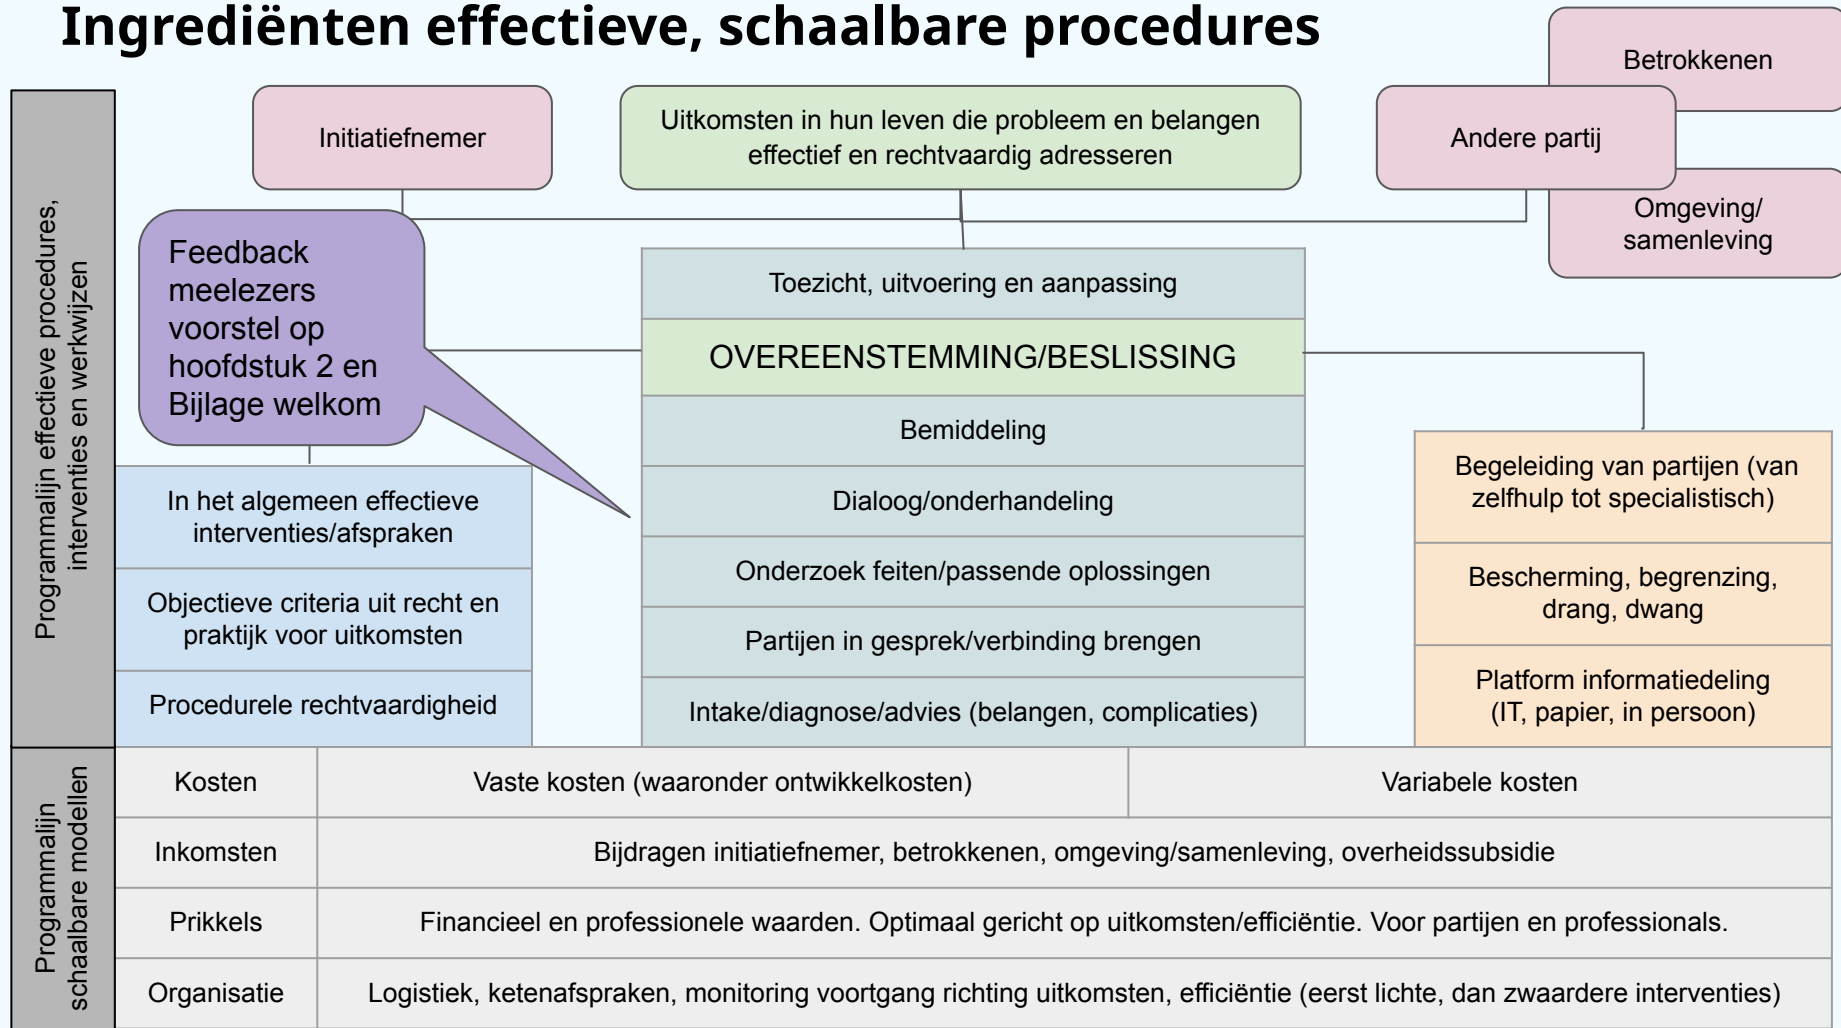 Ingrediënten effectieve, schaalbare procedures
Betrokkenen
Initiatiefnemer
Uitkomsten in hun leven die probleem en belangen
effectief en rechtvaardig adresseren
Andere partij
Omgeving/
samenleving
Programmalijn effectieve procedures,
interventies en werkwijzen
Feedback
meelezers
voorstel op
hoofdstuk 2 en
Bijlage welkom
Toezicht, uitvoering en aanpassing
OVEREENSTEMMING/BESLISSING
Bemiddeling
Dialoog/onderhandeling
Onderzoek feiten/passende oplossingen
Partijen in gesprek/verbinding brengen
Intake/diagnose/advies (belangen, complicaties)
In het algemeen effectieve
interventies/afspraken
Objectieve criteria uit recht en
praktijk voor uitkomsten
Procedurele rechtvaardigheid
Begeleiding van partijen (van
zelfhulp tot specialistisch)
Bescherming, begrenzing,
drang, dwang
Platform informatiedeling
(IT, papier, in persoon)
Programmalijn
schaalbare modellen
Kosten
Vaste kosten (waaronder ontwikkelkosten)
Variabele kosten
Inkomsten
Bijdragen initiatiefnemer, betrokkenen, omgeving/samenleving, overheidssubsidie
Prikkels
Financieel en professionele waarden. Optimaal gericht op uitkomsten/efficiëntie. Voor partijen en professionals.
Organisatie
Logistiek, ketenafspraken, monitoring voortgang richting uitkomsten, efficiëntie (eerst lichte, dan zwaardere interventies)